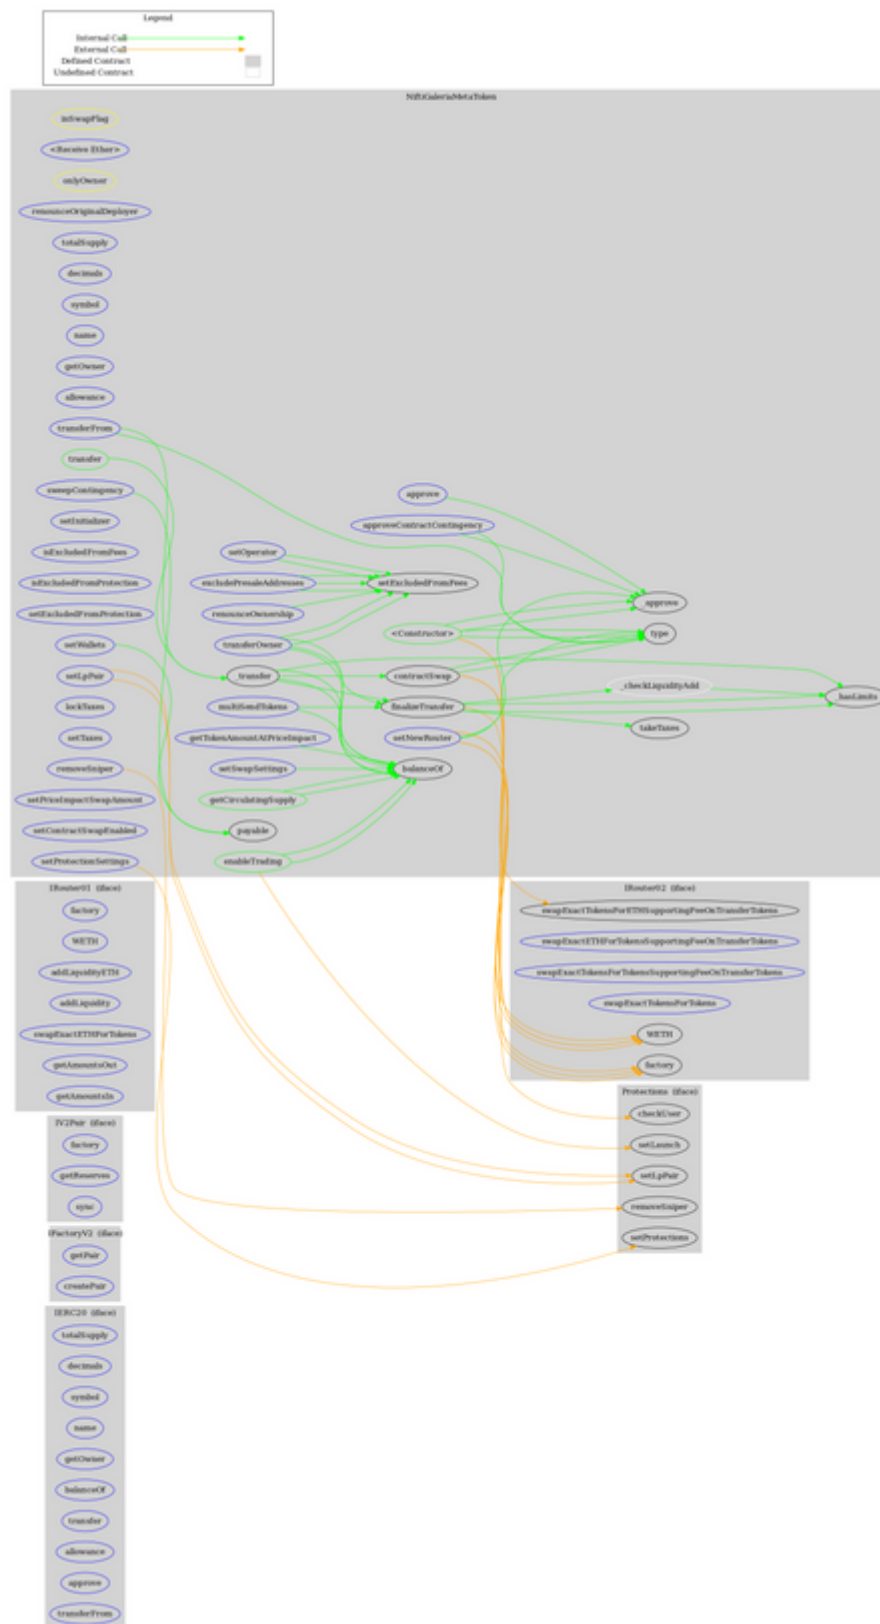 Legend
Internal Call
External Call
Defined Contract
Undefined Contract
NiftiGaleriaMetaToken
inSwapFlag
<Receive Ether>
onlyOwner
renounceOriginalDeployer
totalSupply
decimals
symbol
name
getOwner
allowance
transferFrom
transfer
sweepContingency
setInitializer
isExcludedFromFees
isExcludedFromProtection
setExcludedFromProtection
setWallets
setLpPair
lockTaxes
setTaxes
removeSniper
setPriceImpactSwapAmount
setContractSwapEnabled
setProtectionSettings
setOperator
excludePresaleAddresses
renounceOwnership
transferOwner
_transfer
multiSendTokens
getTokenAmountAtPriceImpact
setSwapSettings
getCirculatingSupply
payable
enableTrading
approve
approveContractContingency
setExcludedFromFees
<Constructor>
contractSwap
finalizeTransfer
setNewRouter
balanceOf
_approve
type
_checkLiquidityAdd
takeTaxes
_hasLimits
IRouter01 (iface)
factory
WETH
addLiquidityETH
addLiquidity
swapExactETHForTokens
getAmountsOut
getAmountsIn
IRouter02 (iface)
swapExactTokensForETHSupportingFeeOnTransferTokens
swapExactETHForTokensSupportingFeeOnTransferTokens
swapExactTokensForTokensSupportingFeeOnTransferTokens
swapExactTokensForTokens
WETH
factory
Protections (iface)
checkUser
setLaunch
setLpPair
removeSniper
setProtections
IV2Pair (iface)
factory
getReserves
sync
IFactoryV2 (iface)
getPair
createPair
IERC20 (iface)
totalSupply
decimals
symbol
name
getOwner
balanceOf
transfer
allowance
approve
transferFrom